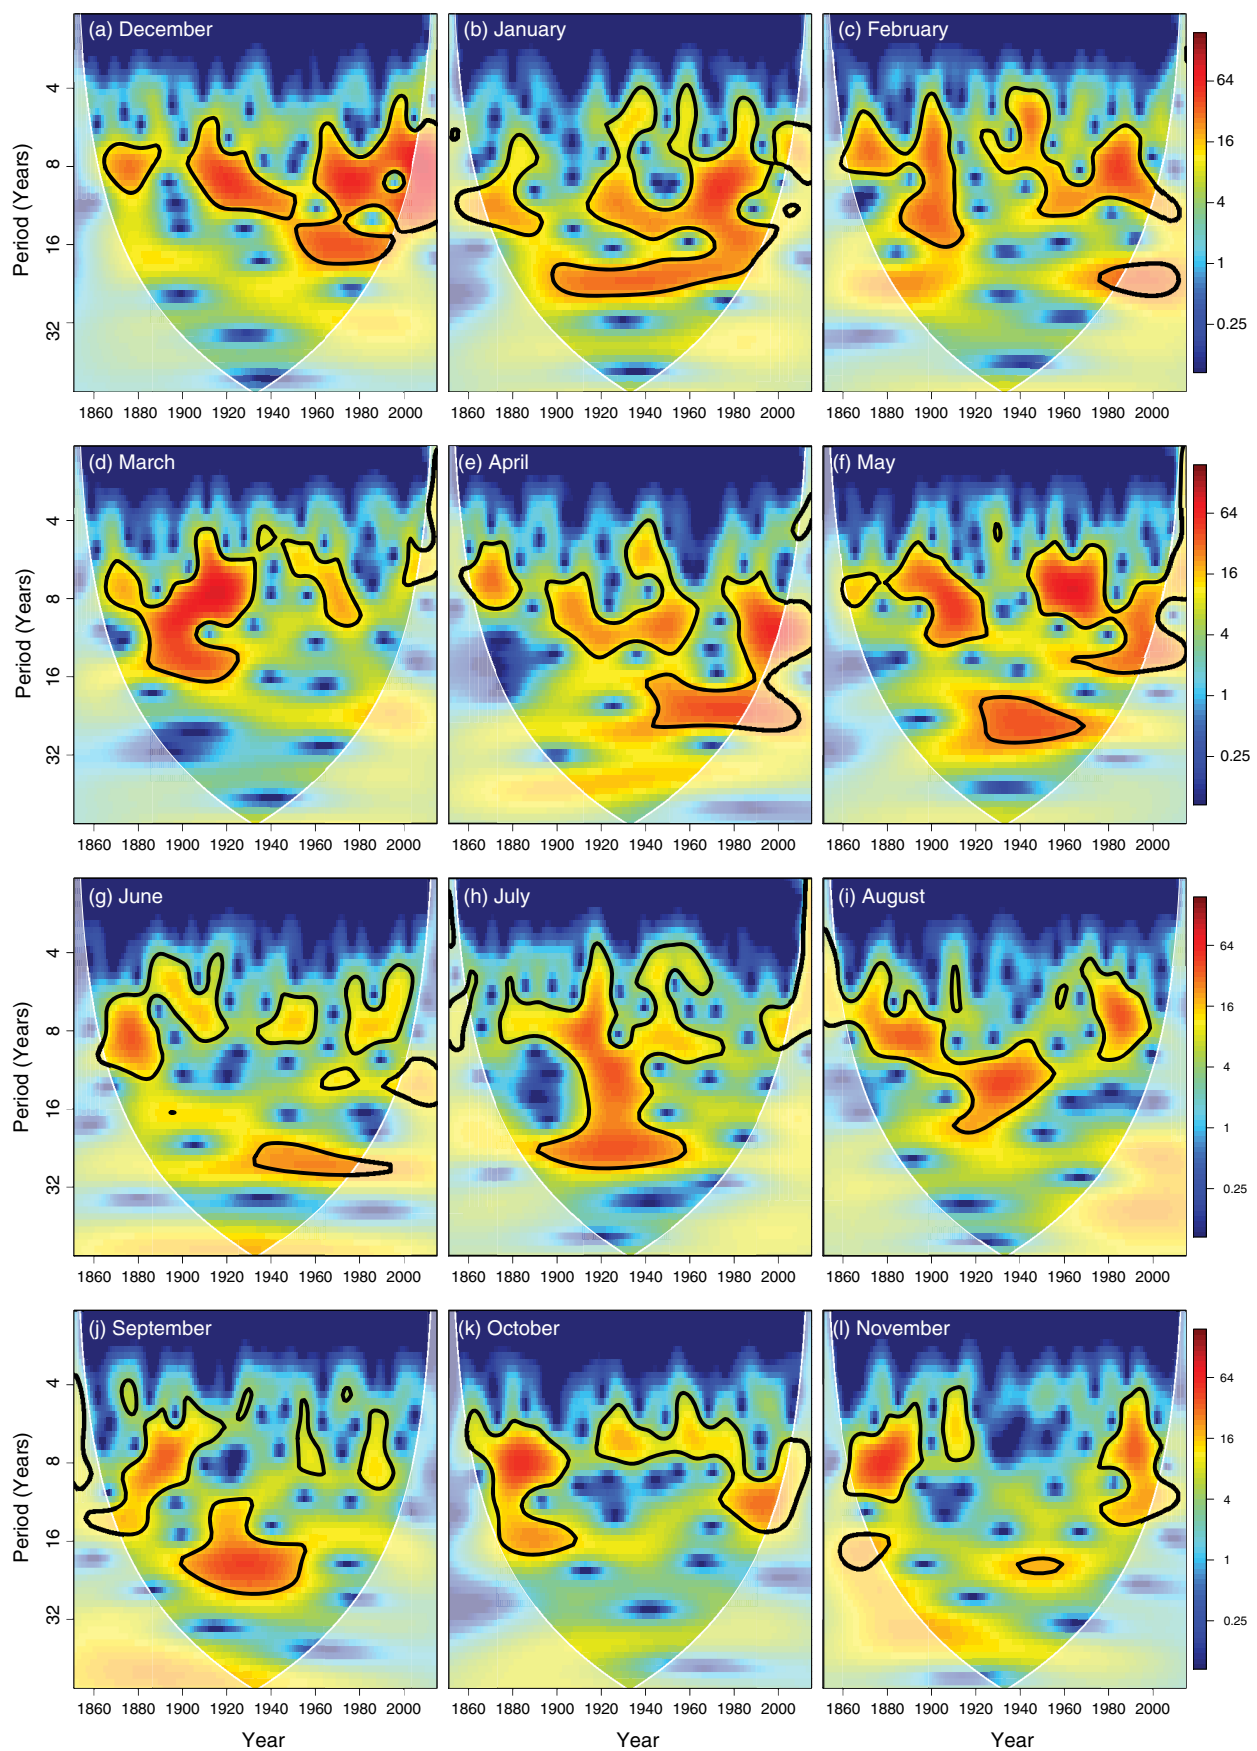 (a) December
(b) January
(c) February
Period (Years)
4
8
16
32
64
16
4
1
0.25
1860 1880 1900 1920 1940 1960 1980 2000
1860 1880 1900 1920 1940 1960 1980 2000
1860 1880 1900 1920 1940 1960 1980 2000
(d) March
(e) April
(f) May
Period (Years)
4
8
16
32
64
16
4
1
0.25
1860 1880 1900 1920 1940 1960 1980 2000
1860 1880 1900 1920 1940 1960 1980 2000
1860 1880 1900 1920 1940 1960 1980 2000
(g) June
(h) July
(i) August
Period (Years)
4
8
16
32
64
16
4
1
0.25
1860 1880 1900 1920 1940 1960 1980 2000
1860 1880 1900 1920 1940 1960 1980 2000
1860 1880 1900 1920 1940 1960 1980 2000
(j) September
(k) October
(l) November
Period (Years)
4
8
16
32
64
16
4
1
0.25
1860 1880 1900 1920 1940 1960 1980 2000
1860 1880 1900 1920 1940 1960 1980 2000
1860 1880 1900 1920 1940 1960 1980 2000
Year
Year
Year